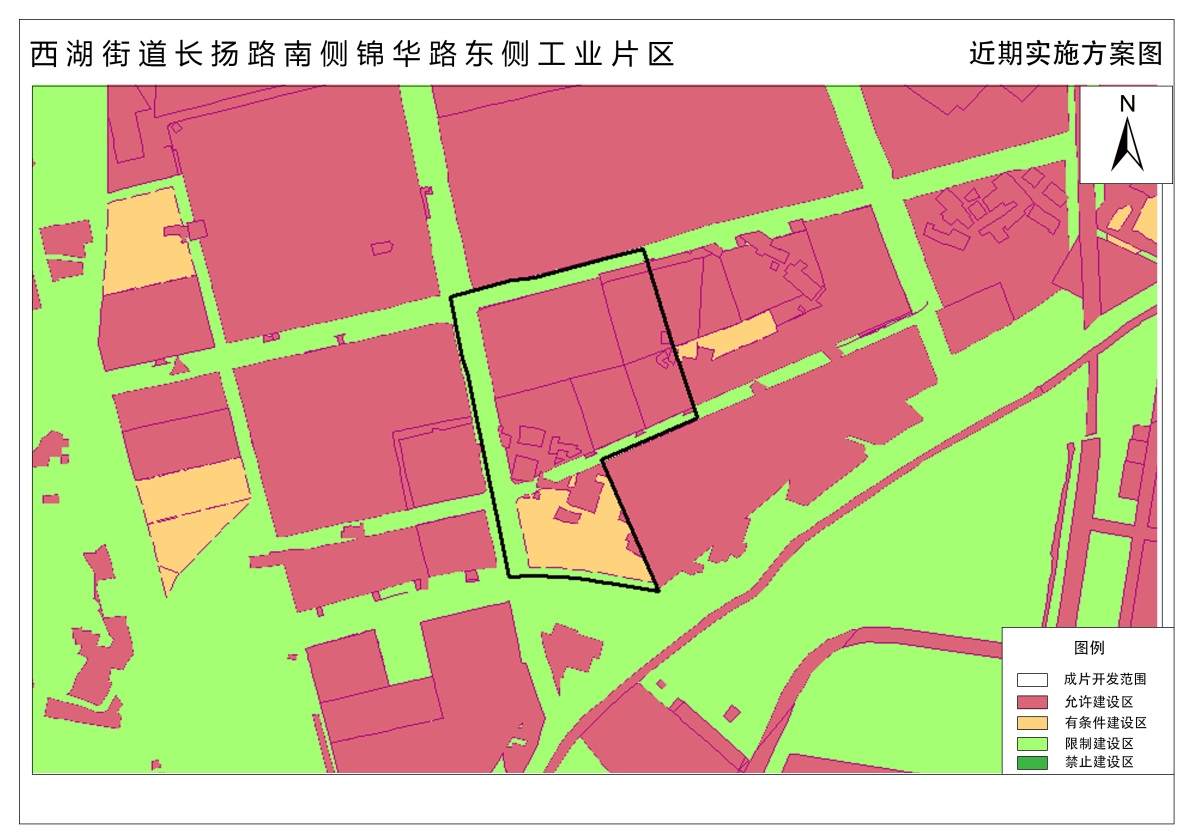 西湖街道长扬路南侧锦华路东侧工业片区
近期实施方案图
N
图例
成片开发范围
允许建设区
有条件建设区
限制建设区
禁止建设区